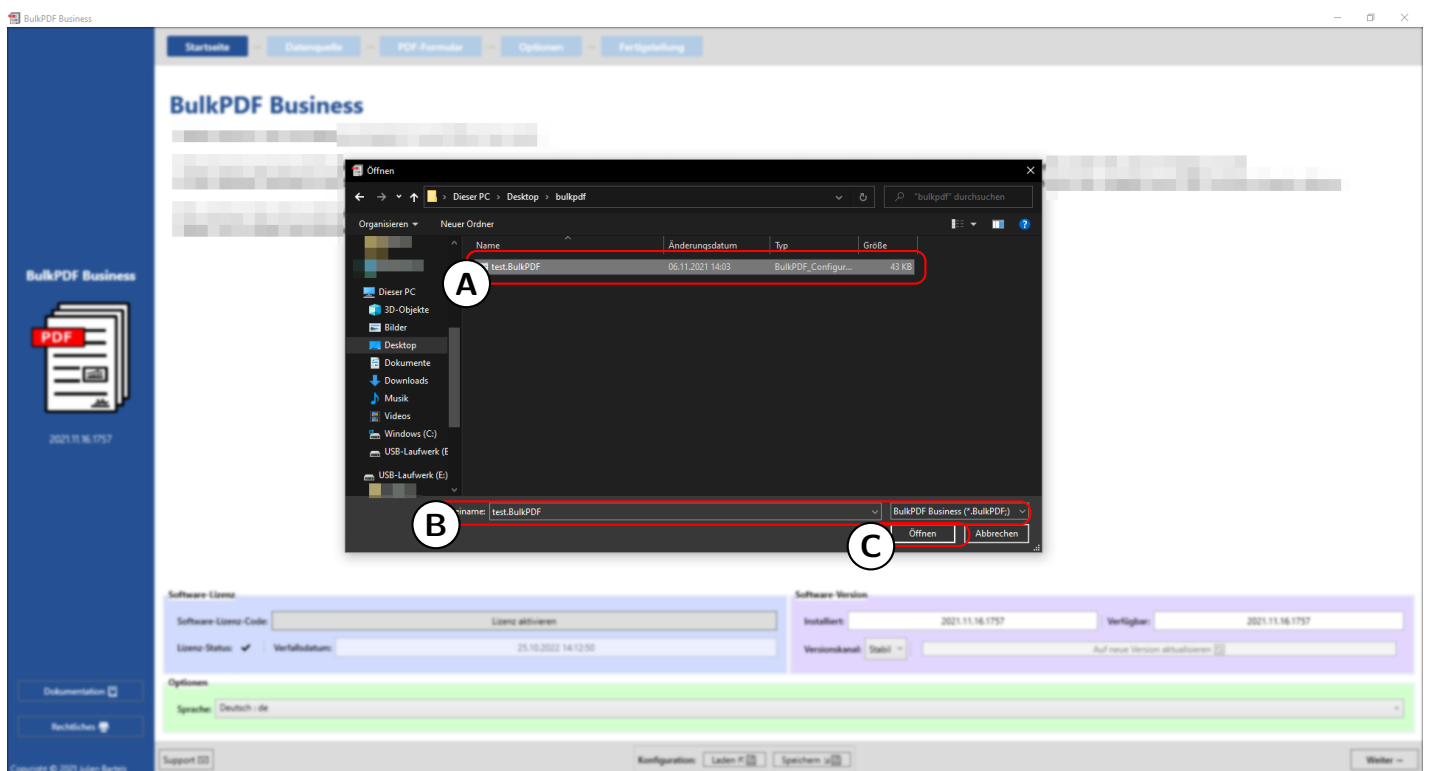 BulkPDF Business
Startseite Datenquelle PDF-Formular Optionen Fertigstellung
BulkPDF Business
Öffnen
Dieser PC > Desktop > bulkpdf
"bulkpdf" durchsuchen
Organisieren Neuer Ordner
Name Änderungsdatum Typ Größe
A test.BulkPDF 06.11.2021 14:03 BulkPDF_Configur... 43 KB
Dieser PC
3D-Objekte
Bilder
Desktop
Dokumente
Downloads
Musik
Videos
Windows (C:)
USB-Laufwerk (E
USB-Laufwerk (E:)
B einame: test.BulkPDF BulkPDF Business (*.BulkPDF;)
C Öffnen Abbrechen
BulkPDF Business
PDF
2021.11.16.1757
Dokumentation
Rechtliches
Copyright © 2021 Julian Bartels
Software-Lizenz
Software-Lizenz-Code: Lizenz aktivieren
Lizenz-Status: ✔ Verfallsdatum: 25.10.2022 14:12:50
Software-Version
Installiert: 2021.11.16.1757 Verfügbar: 2021.11.16.1757
Versionskanal: Stabil Auf neue Version aktualisieren
Optionen
Sprache: Deutsch : de
Support Konfiguration: Laden Speichern Weiter